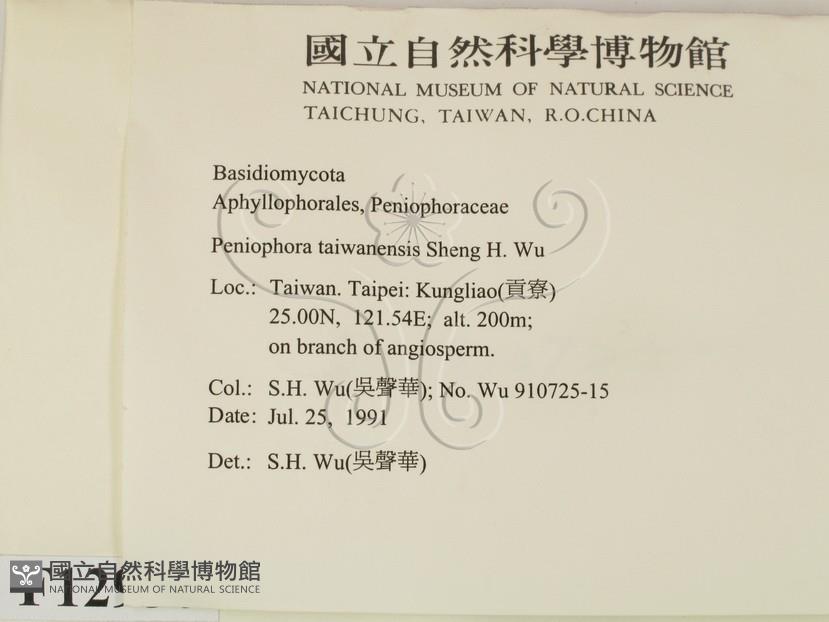 國立自然科學博物館
NATIONAL MUSEUM OF NATURAL SCIENCE
TAICHUNG, TAIWAN, R.O.CHINA
Basidiomycota
Aphyllophorales, Peniophoraceae
Peniophora taiwanensis Sheng H. Wu
Loc.: Taiwan. Taipei: Kungliao(貢寮)
25.00N, 121.54E; alt. 200m;
on branch of angiosperm.
Col.: S.H. Wu(吳聲華); No. Wu 910725-15
Date: Jul. 25, 1991
Det.: S.H. Wu(吳聲華)
國立自然科學博物館
NATIONAL MUSEUM OF NATURAL SCIENCE